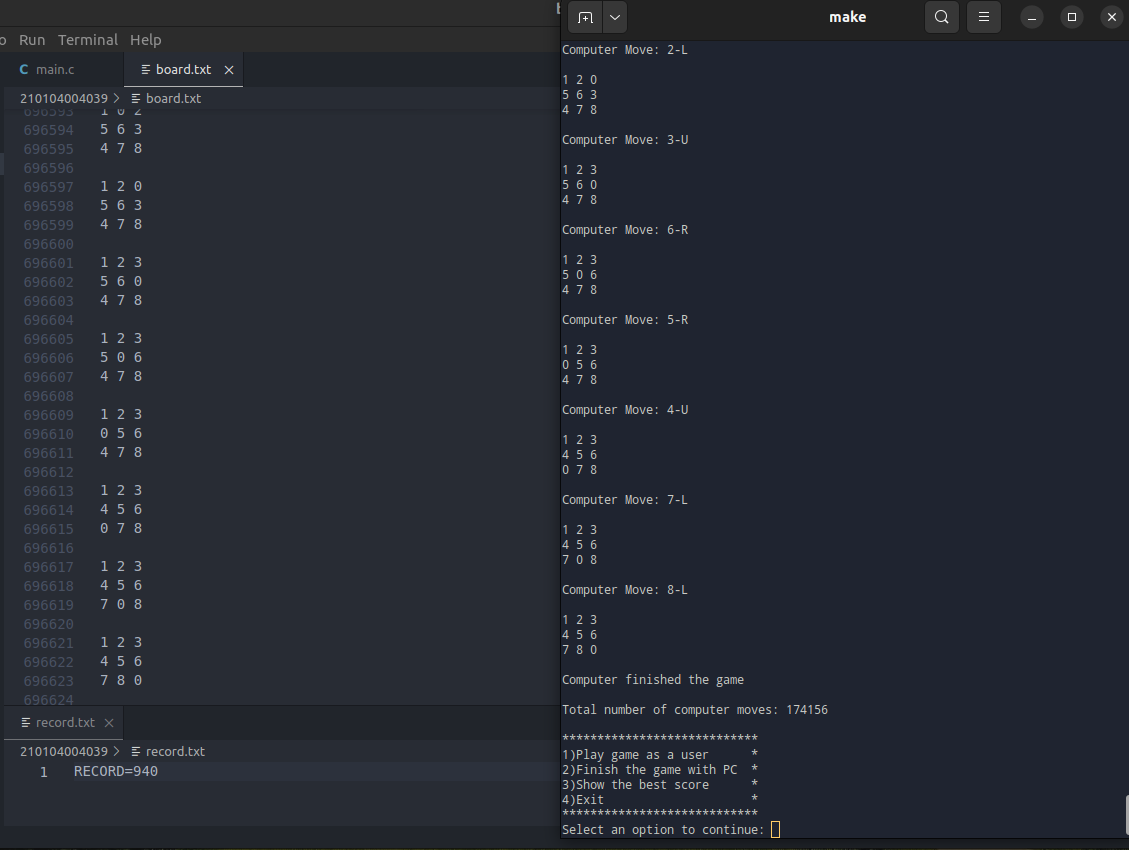 Run Terminal Help
main.c board.txt
210104004039 > board.txt
696593 1 0 2
696594 5 6 3
696595 4 7 8
696596
696597 1 2 0
696598 5 6 3
696599 4 7 8
696600
696601 1 2 3
696602 5 6 0
696603 4 7 8
696604
696605 1 2 3
696606 5 0 6
696607 4 7 8
696608
696609 1 2 3
696610 0 5 6
696611 4 7 8
696612
696613 1 2 3
696614 4 5 6
696615 0 7 8
696616
696617 1 2 3
696618 4 5 6
696619 7 0 8
696620
696621 1 2 3
696622 4 5 6
696623 7 8 0
696624
record.txt
210104004039 > record.txt
1 RECORD=940
make
Computer Move: 2-L
1 2 0
5 6 3
4 7 8
Computer Move: 3-U
1 2 3
5 6 0
4 7 8
Computer Move: 6-R
1 2 3
5 0 6
4 7 8
Computer Move: 5-R
1 2 3
0 5 6
4 7 8
Computer Move: 4-U
1 2 3
4 5 6
0 7 8
Computer Move: 7-L
1 2 3
4 5 6
7 0 8
Computer Move: 8-L
1 2 3
4 5 6
7 8 0
Computer finished the game
Total number of computer moves: 174156
****************************
1)Play game as a user *
2)Finish the game with PC *
3)Show the best score *
4)Exit *
****************************
Select an option to continue: